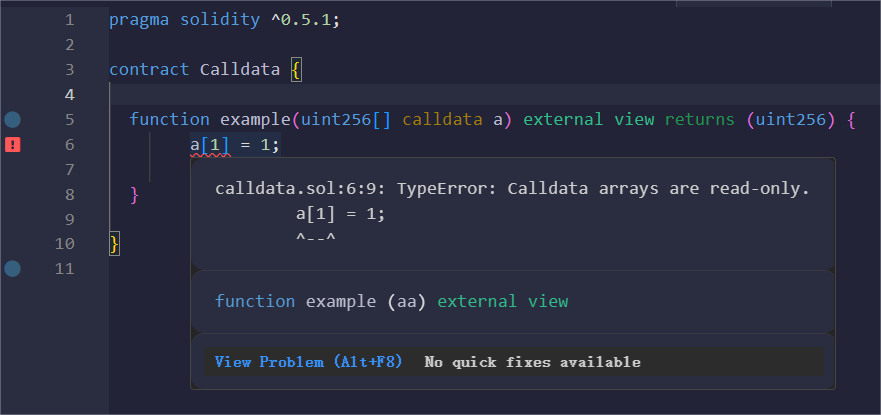 1 pragma solidity ^0.5.1;
2
3 contract Calldata {
4
5 function example(uint256[] calldata a) external view returns (uint256) {
6 a[1] = 1;
7
calldata.sol:6:9: TypeError: Calldata arrays are read-only.
8 }
a[1] = 1;
9
^--^
10 }
11
function example (aa) external view
View Problem (Alt+F8) No quick fixes available